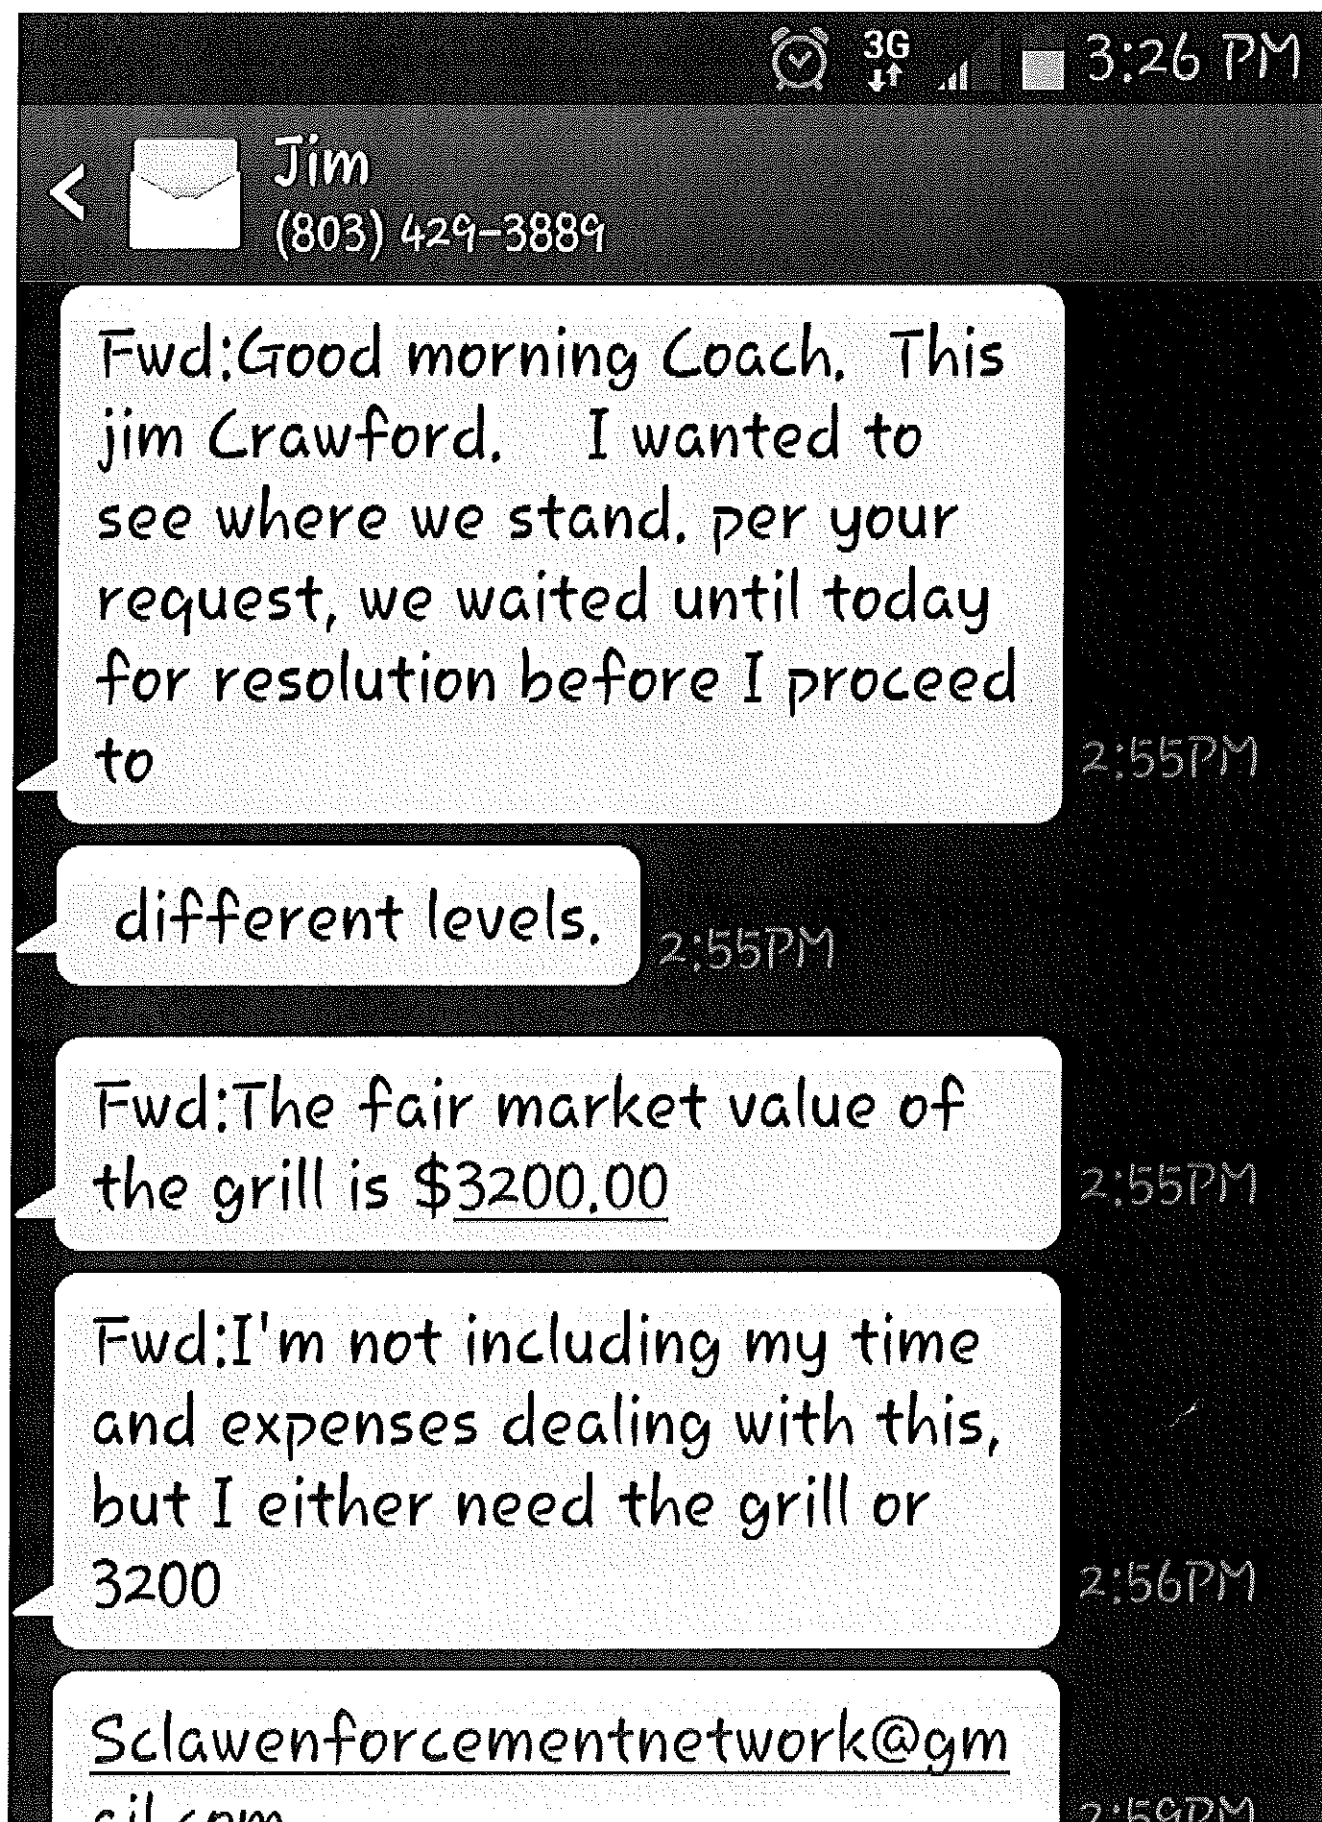 3G
3:26 PM
Jim
(803) 429-3889
Fwd:Good morning Coach.  This
jim Crawford.    I wanted to
see where we stand. per your
request, we waited until today
for resolution before I proceed
to
2:55PM
different levels.
2:55PM
Fwd:The fair market value of
the grill is $3200.00
2:55PM
Fwd:I'm not including my time
and expenses dealing with this,
but I either need the grill or
3200
2:56PM
Sclawenforcementnetwork@gm
2:59PM